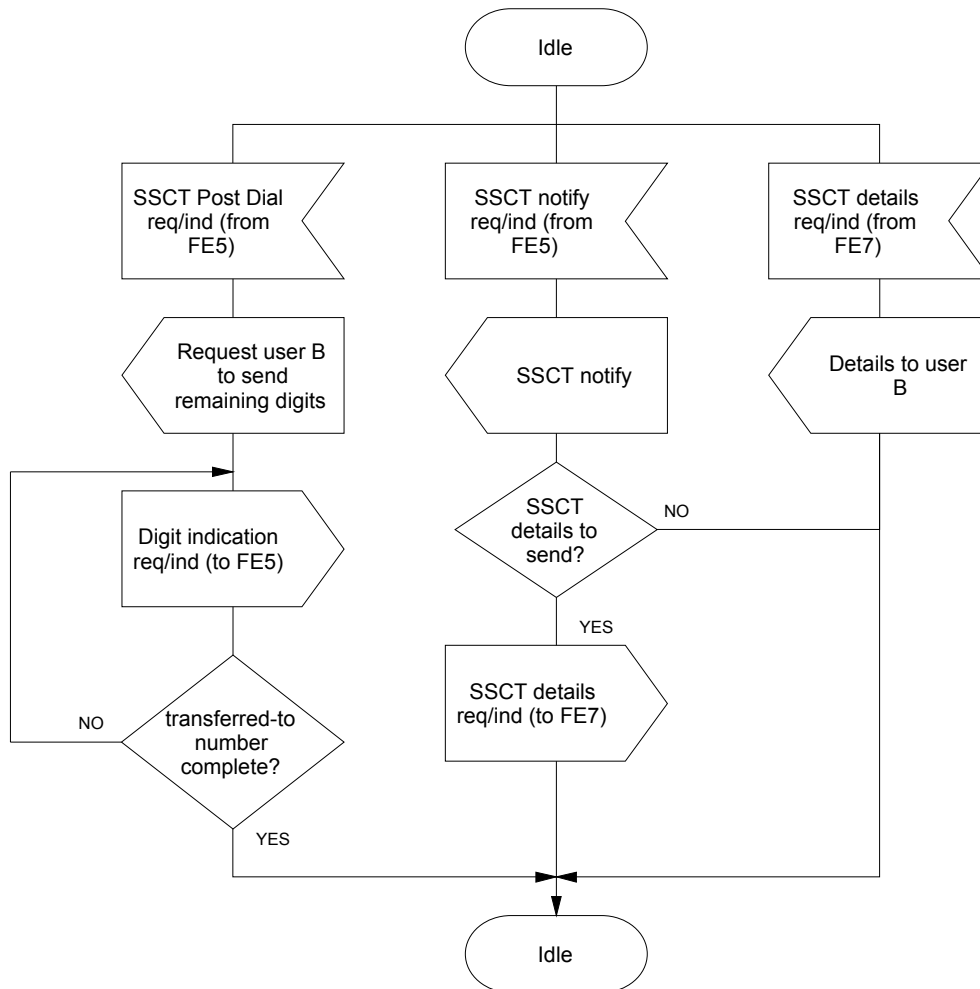 Idle
SSCT Post Dial
req/ind (from
FE5)
SSCT notify
req/ind (from
FE5)
SSCT details
req/ind (from
FE7)
Request user B
to send
remaining digits
SSCT notify
Details to user
B
Digit indication
req/ind (to FE5)
SSCT
details to
send?
NO
YES
SSCT details
req/ind (to FE7)
transferred-to
number
complete?
NO
YES
Idle